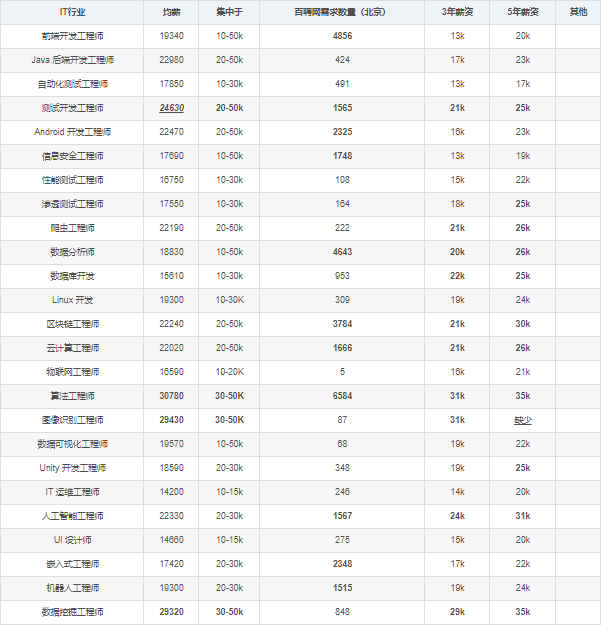 IT行业 均薪 集中于 百聘网需求数量（北京） 3年薪资 5年薪资 其他
前端开发工程师 19340 10-50k 4856 13k 20k
Java 后端开发工程师 22980 20-50k 424 17k 23k
自动化测试工程师 17850 10-30k 491 13k 17k
测试开发工程师 24630 20-50k 1565 21k 25k
Android 开发工程师 22470 20-50k 2325 16k 23k
信息安全工程师 17690 10-50k 1748 13k 19k
性能测试工程师 16750 10-30k 108 15k 22k
渗透测试工程师 17550 10-30k 164 18k 25k
爬虫工程师 22190 20-50k 222 21k 26k
数据分析师 18830 10-50k 4643 20k 26k
数据库开发 15610 10-30k 953 22k 25k
Linux 开发 19300 10-30K 309 19k 24k
区块链工程师 22240 20-50k 3784 21k 30k
云计算工程师 22020 20-50k 1666 21k 26k
物联网工程师 16590 10-20K 5 16k 21k
算法工程师 30780 30-50K 6584 31k 35k
图像识别工程师 29430 30-50K 87 31k 缺少
数据可视化工程师 19570 10-50k 68 19k 22k
Unity 开发工程师 18590 20-30k 348 19k 25k
IT 运维工程师 14200 10-15k 246 14k 20k
人工智能工程师 22330 20-30k 1567 24k 31k
UI 设计师 14660 10-15k 275 15k 20k
嵌入式工程师 17420 20-30k 2348 17k 22k
机器人工程师 19300 20-30k 1515 19k 24k
数据挖掘工程师 29320 30-50k 848 29k 35k